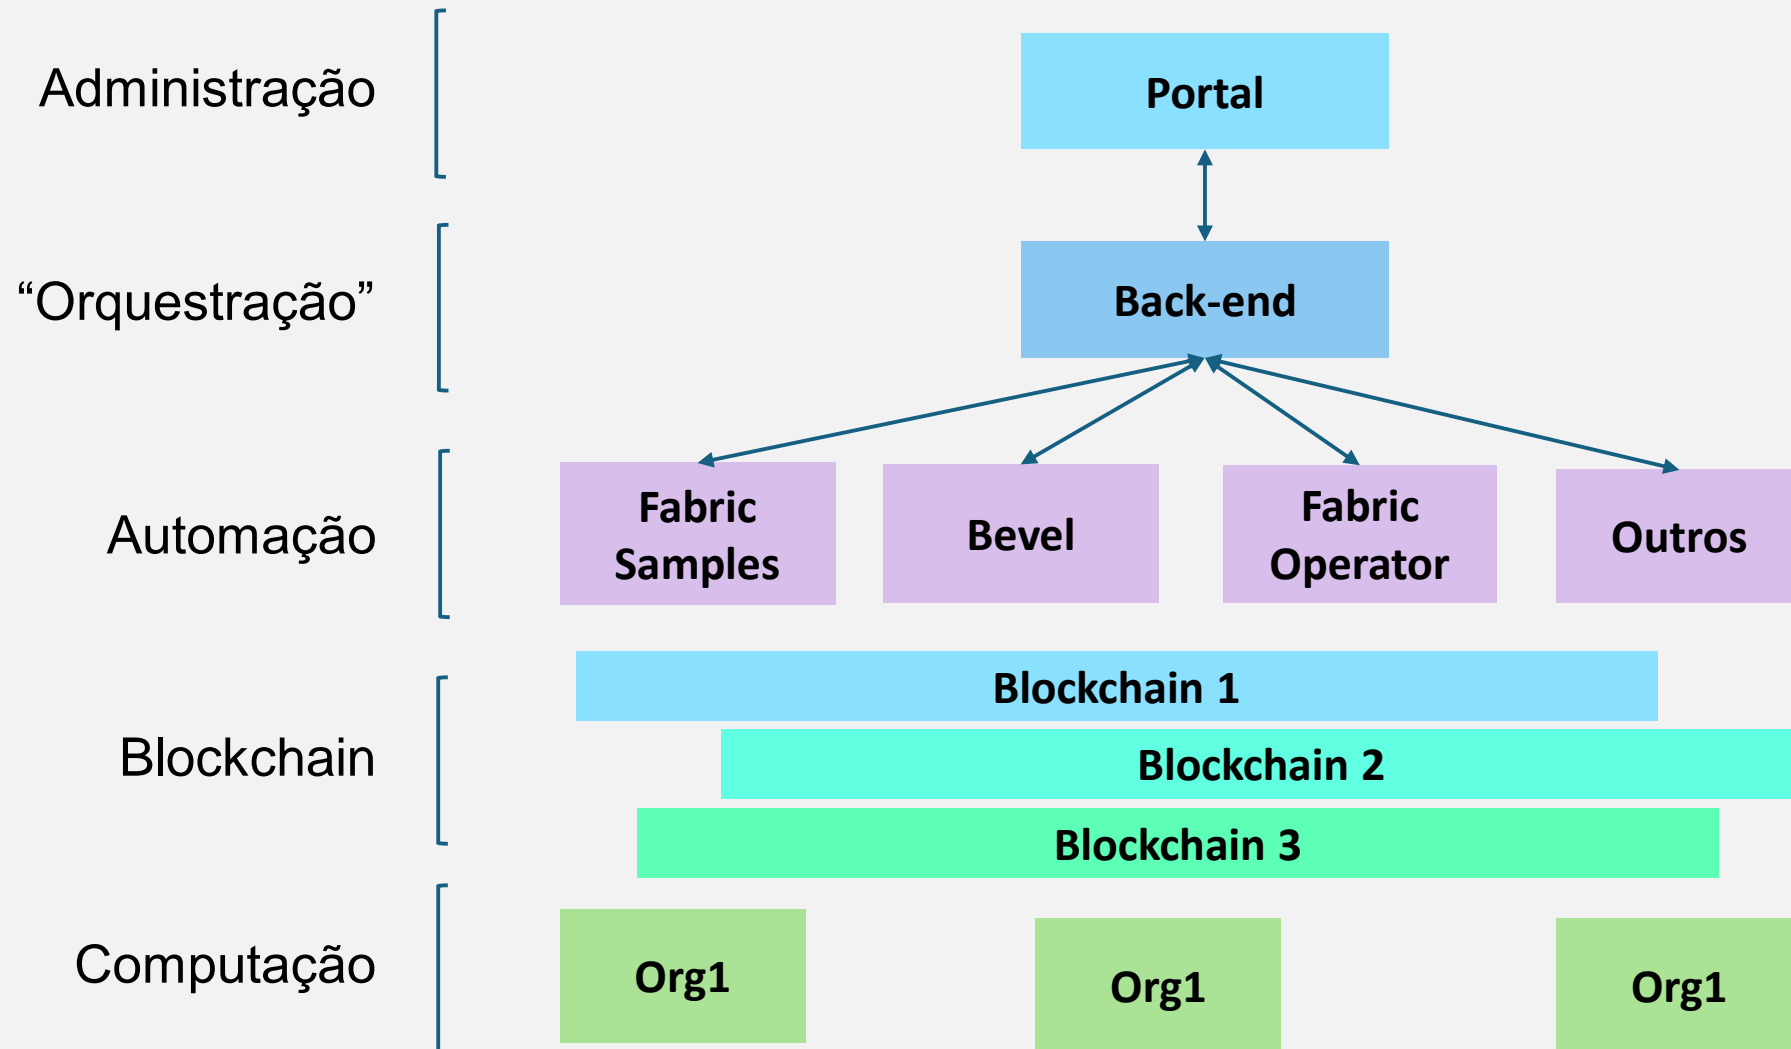 Administração
Portal
“Orquestração”
Back-end
Automação
Fabric
Samples
Bevel
Fabric
Operator
Outros
Blockchain
Blockchain 1
Blockchain 2
Blockchain 3
Computação
Org1
Org1
Org1